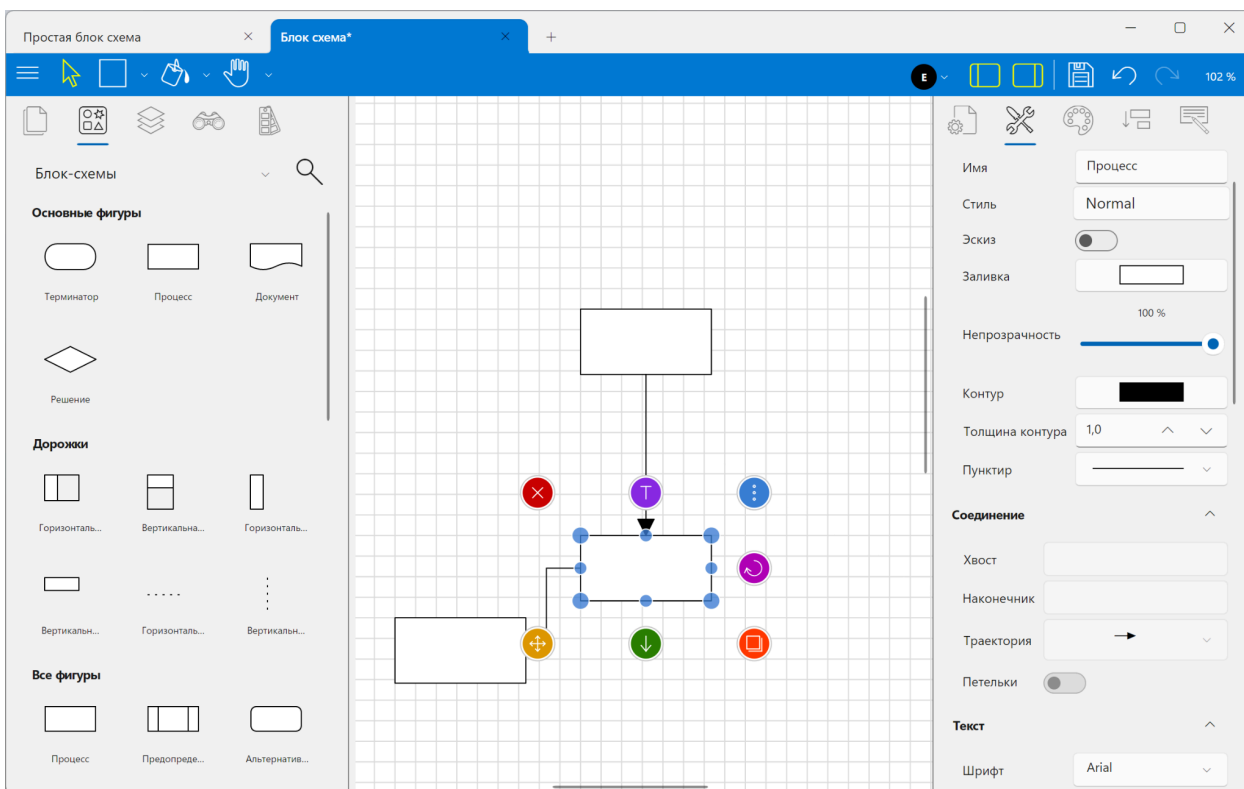 Простая блок схема
Блок схема*
E
102 %
Блок-схемы
Основные фигуры
Терминатор
Процесс
Документ
Решение
Дорожки
Горизонталь...
Вертикальна...
Горизонталь...
Вертикальн...
Горизонталь...
Вертикальн...
Все фигуры
Процесс
Предопреде...
Альтернатив...
T
Имя
Процесс
Стиль
Normal
Эскиз
Заливка
100 %
Непрозрачность
Контур
Толщина контура
1,0
Пунктир
Соединение
Хвост
Наконечник
Траектория
Петельки
Текст
Шрифт
Arial